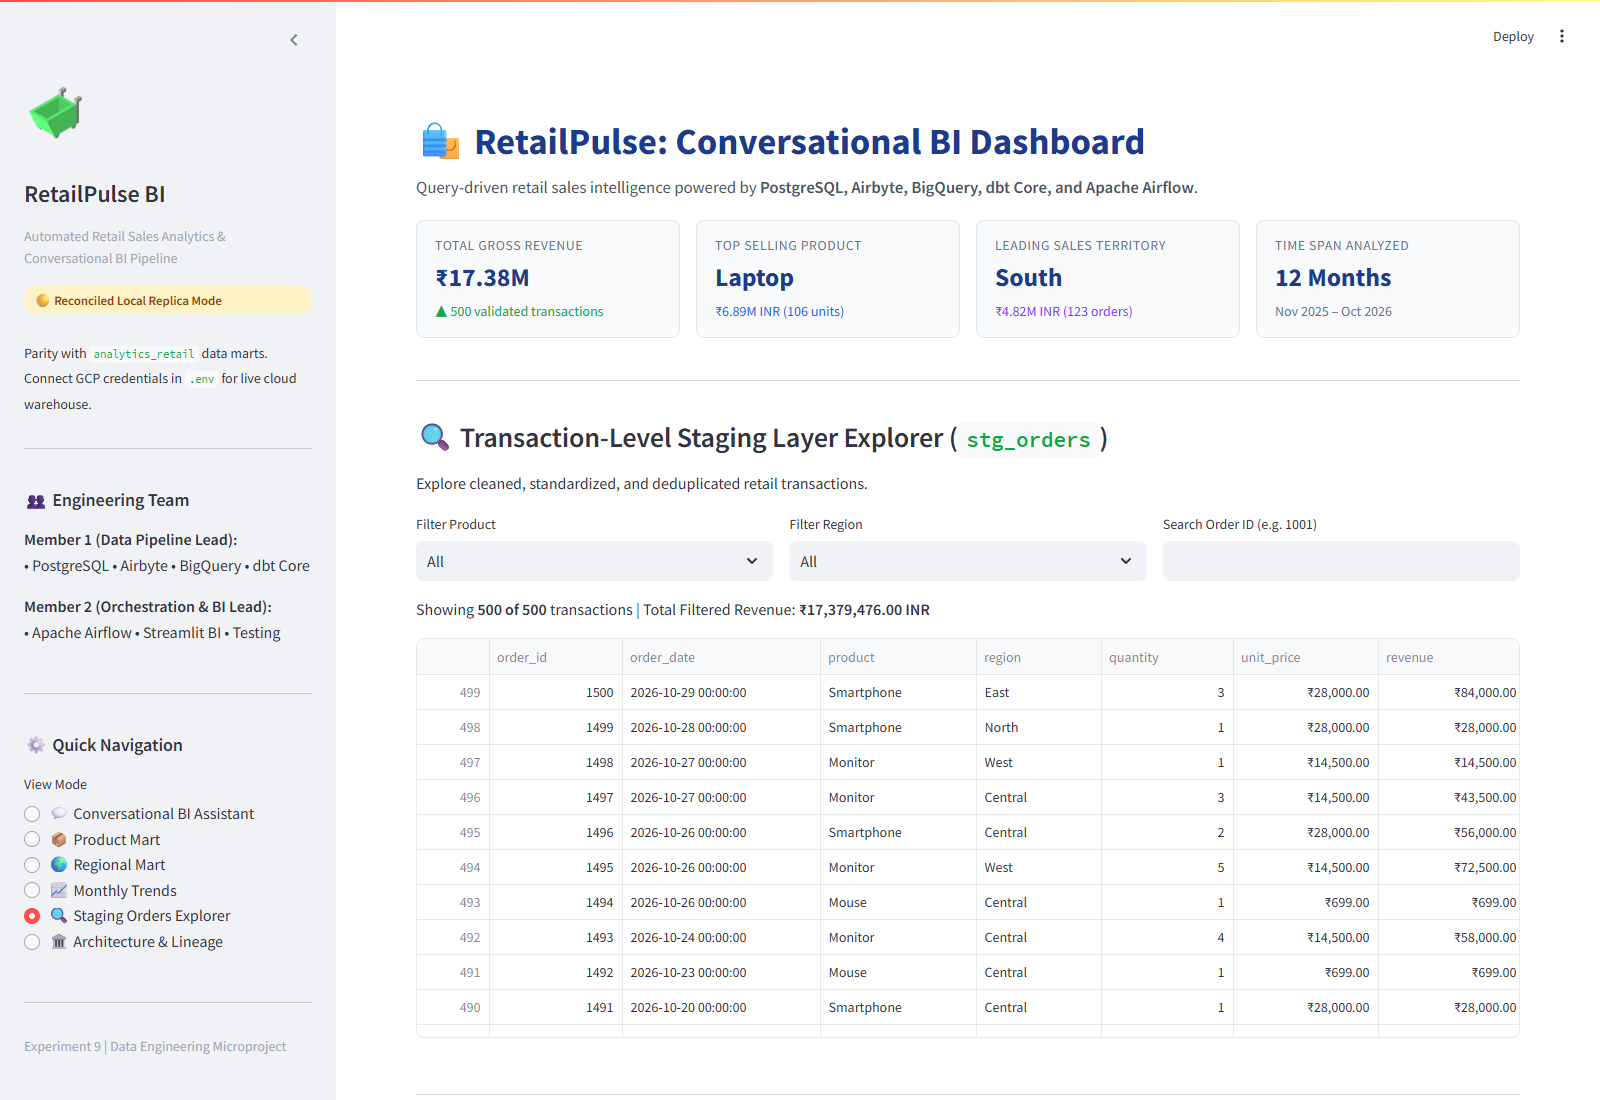 Deploy
RetailPulse BI
Automated Retail Sales Analytics &
Conversational BI Pipeline
Reconciled Local Replica Mode
Parity with analytics_retail data marts.
Connect GCP credentials in .env for live cloud
warehouse.
Engineering Team
Member 1 (Data Pipeline Lead):
• PostgreSQL • Airbyte • BigQuery • dbt Core
Member 2 (Orchestration & BI Lead):
• Apache Airflow • Streamlit BI • Testing
Quick Navigation
View Mode
Conversational BI Assistant
Product Mart
Regional Mart
Monthly Trends
Staging Orders Explorer
Architecture & Lineage
Experiment 9 | Data Engineering Microproject
RetailPulse: Conversational BI Dashboard
Query-driven retail sales intelligence powered by PostgreSQL, Airbyte, BigQuery, dbt Core, and Apache Airflow.
TOTAL GROSS REVENUE
₹17.38M
▲ 500 validated transactions
TOP SELLING PRODUCT
Laptop
₹6.89M INR (106 units)
LEADING SALES TERRITORY
South
₹4.82M INR (123 orders)
TIME SPAN ANALYZED
12 Months
Nov 2025 – Oct 2026
Transaction-Level Staging Layer Explorer ( stg_orders )
Explore cleaned, standardized, and deduplicated retail transactions.
Filter Product Filter Region Search Order ID (e.g. 1001)
All All
Showing 500 of 500 transactions | Total Filtered Revenue: ₹17,379,476.00 INR
order_id order_date product region quantity unit_price revenue
499 1500 2026-10-29 00:00:00 Smartphone East 3 ₹28,000.00 ₹84,000.00
498 1499 2026-10-28 00:00:00 Smartphone North 1 ₹28,000.00 ₹28,000.00
497 1498 2026-10-27 00:00:00 Monitor West 1 ₹14,500.00 ₹14,500.00
496 1497 2026-10-27 00:00:00 Monitor Central 3 ₹14,500.00 ₹43,500.00
495 1496 2026-10-26 00:00:00 Smartphone Central 2 ₹28,000.00 ₹56,000.00
494 1495 2026-10-26 00:00:00 Monitor West 5 ₹14,500.00 ₹72,500.00
493 1494 2026-10-26 00:00:00 Mouse Central 1 ₹699.00 ₹699.00
492 1493 2026-10-24 00:00:00 Monitor Central 4 ₹14,500.00 ₹58,000.00
491 1492 2026-10-23 00:00:00 Mouse Central 1 ₹699.00 ₹699.00
490 1491 2026-10-20 00:00:00 Smartphone Central 1 ₹28,000.00 ₹28,000.00